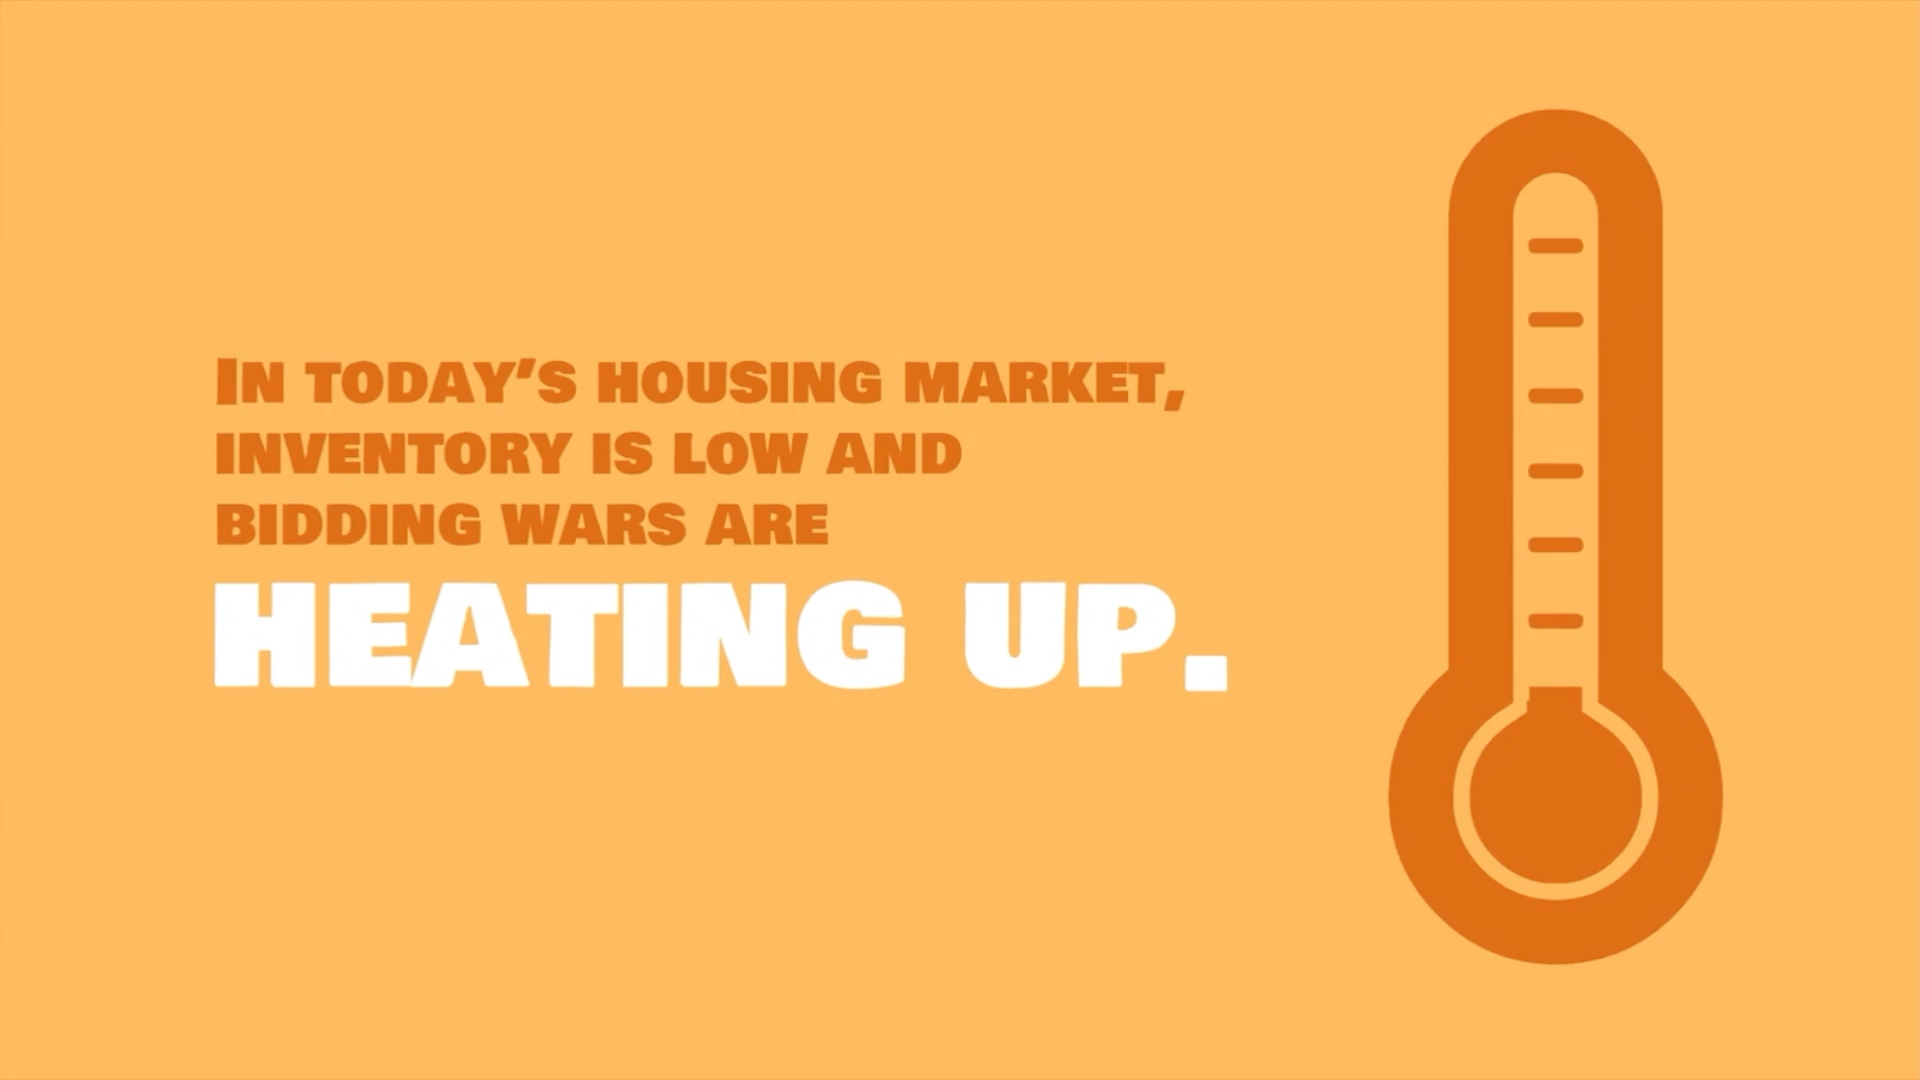 In today's housing market,
inventory is low and
bidding wars are
HEATING UP.